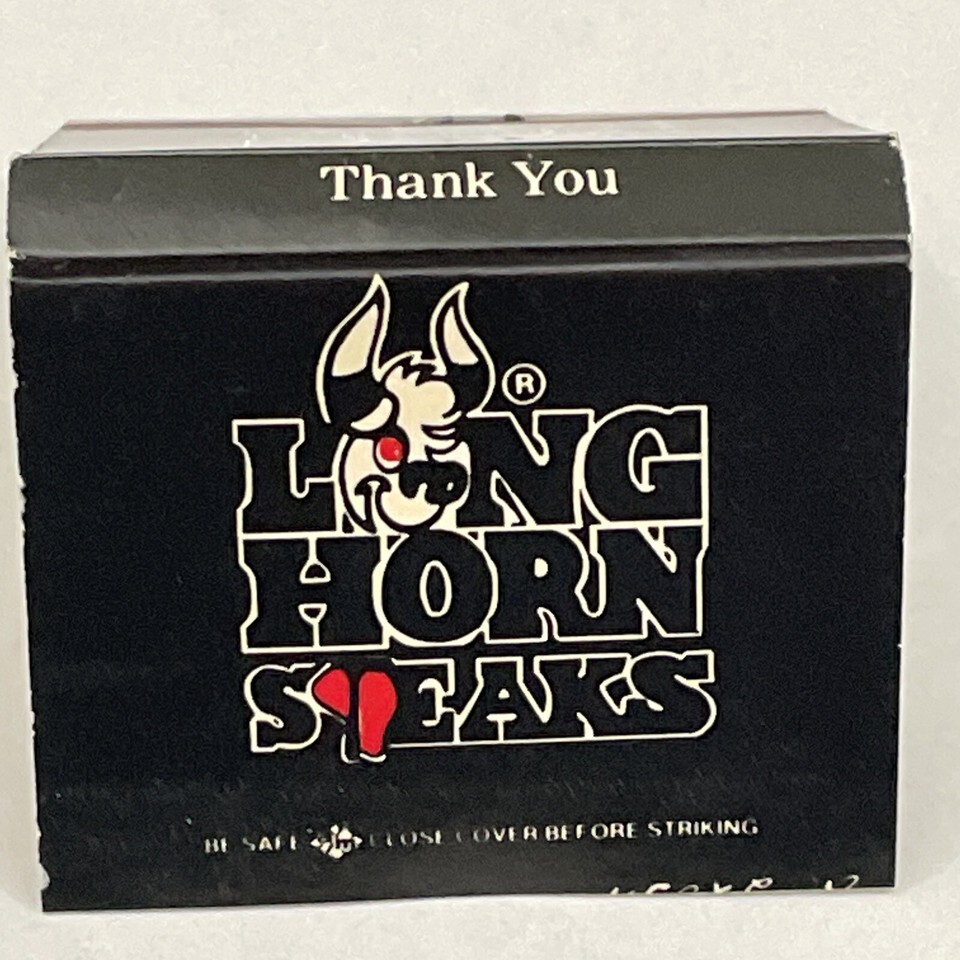 Thank You
®
LONG
HORN
STEAKS
BE SAFE CLOSE COVER BEFORE STRIKING